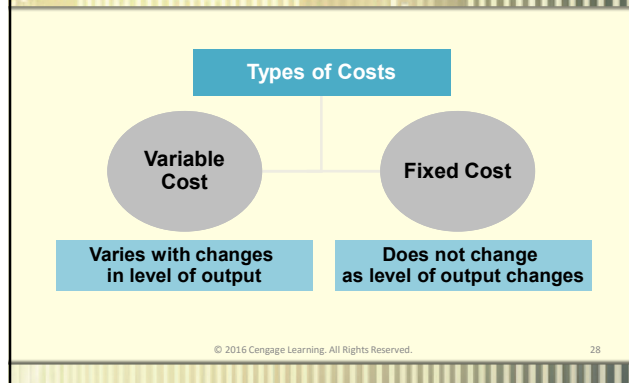 Types of Costs
Variable
Cost
Fixed Cost
Varies with changes
in level of output
Does not change
as level of output changes
© 2016 Cengage Learning. All Rights Reserved.
28